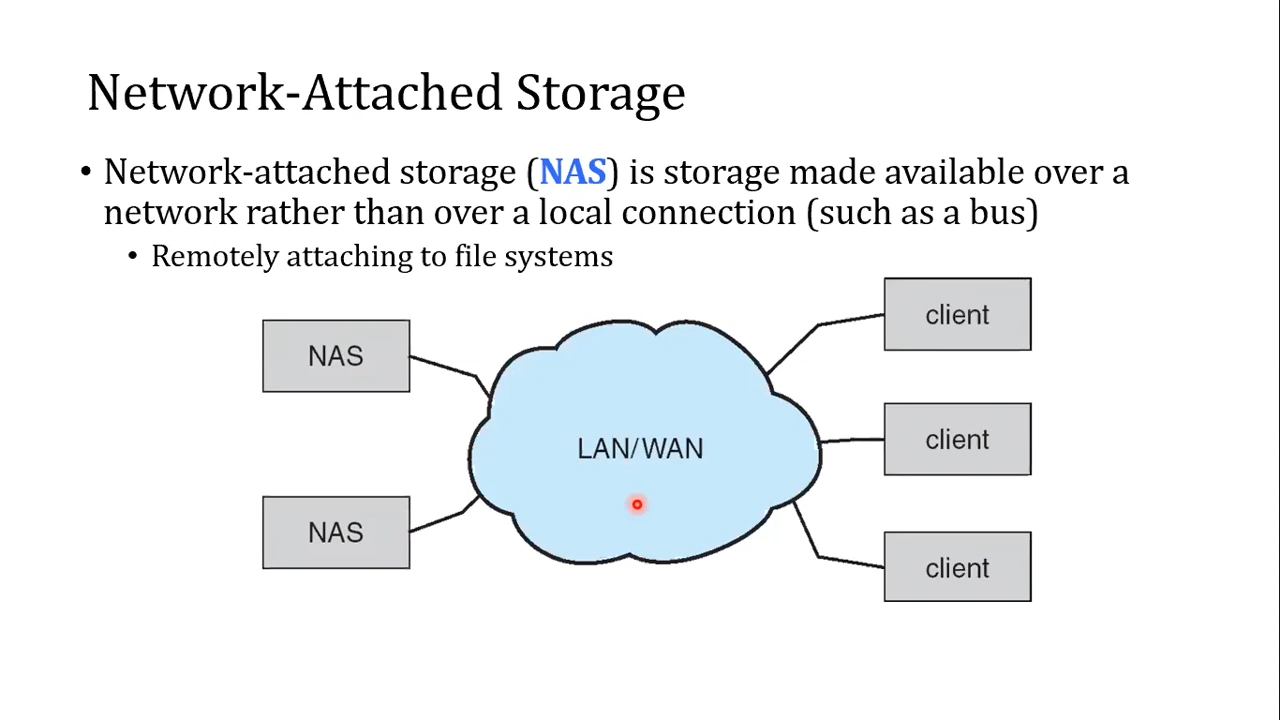 Network-Attached Storage
• Network-attached storage (NAS) is storage made available over a
network rather than over a local connection (such as a bus)
• Remotely attaching to file systems
NAS
NAS
LAN/WAN
client
client
client